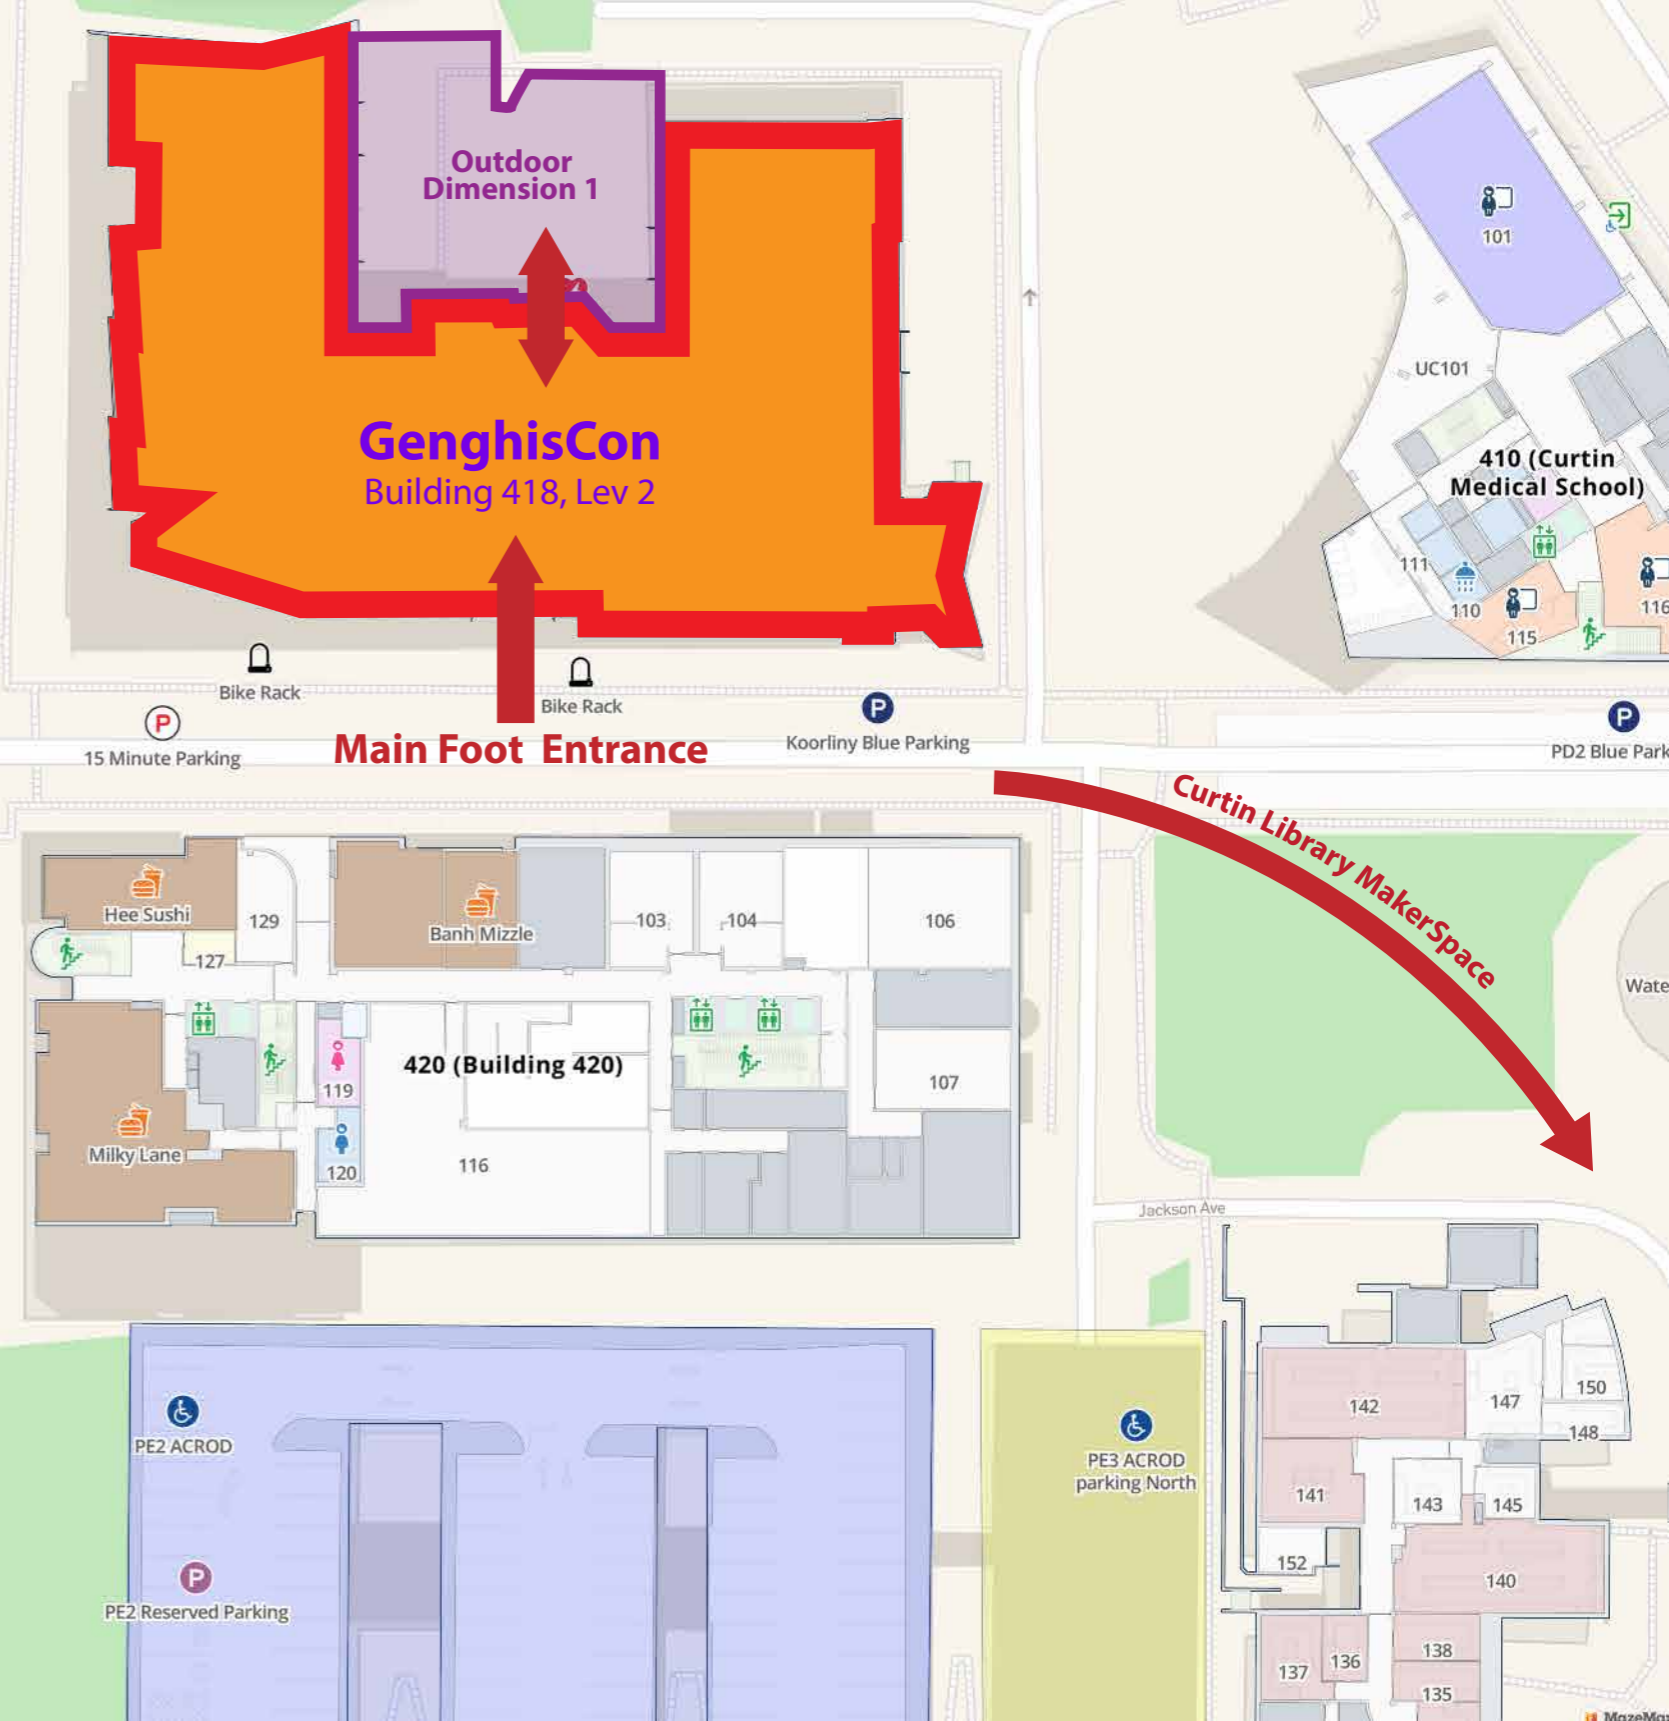 Outdoor
Dimension 1
GenghisCon
Building 418, Lev 2
101
UC101
410 (Curtin
Medical School)
111
110
115
116
Bike Rack
Bike Rack
P
15 Minute Parking
Main Foot Entrance
P
Koorliny Blue Parking
P
PD2 Blue Park
Curtin Library MakerSpace
Hee Sushi
129
127
Banh Mizzle
103
104
106
Wate
420 (Building 420)
119
107
Milky Lane
120
116
Jackson Ave
PE2 ACROD
P
PE2 Reserved Parking
PE3 ACROD
parking North
142
147
150
148
141
143
145
152
140
137
136
138
135
MazeMa